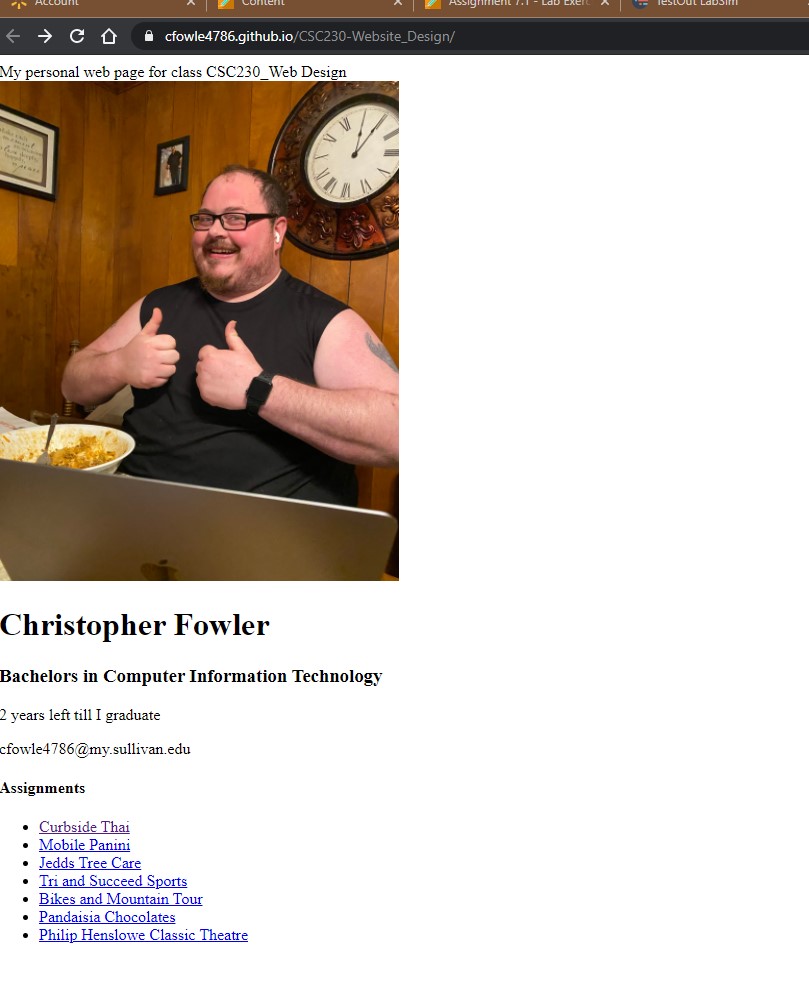 Account
Content
Assignment 7.1 - Lab Exerc
TestOut LabSim
cfowle4786.github.io/CSC230-Website_Design/
My personal web page for class CSC230_Web Design
Christopher Fowler
Bachelors in Computer Information Technology
2 years left till I graduate
cfowle4786@my.sullivan.edu
Assignments
Curbside Thai
Mobile Panini
Jedds Tree Care
Tri and Succeed Sports
Bikes and Mountain Tour
Pandaisia Chocolates
Philip Henslowe Classic Theatre